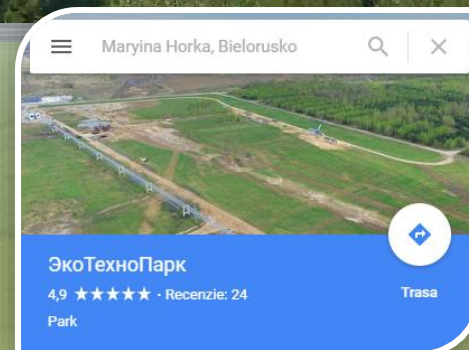 Maryina Horka, Bielorusko
ЭкоТехноПарк
4,9 ★★★★★ · Recenzie: 24
Trasa
Park